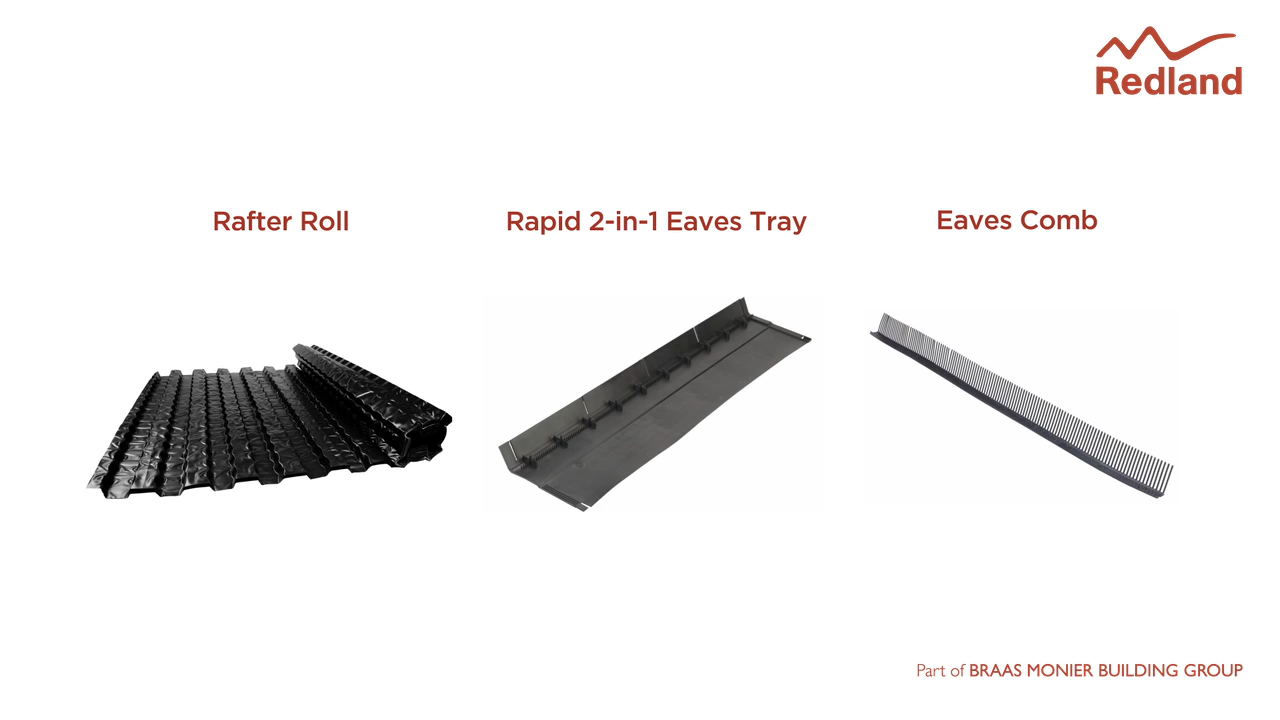 Redland
Rafter Roll
Rapid 2-in-1 Eaves Tray
Eaves Comb
Part of BRAAS MONIER BUILDING GROUP